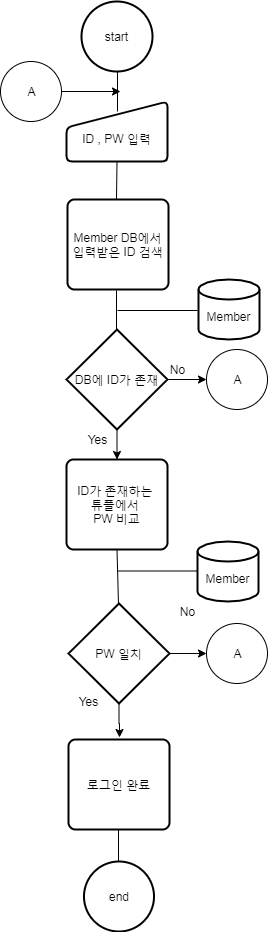 start
A
ID , PW 입력
Member DB에서
입력받은 ID 검색
Member
DB에 ID가 존재
No
A
Yes
ID가 존재하는
튜플에서
PW 비교
Member
No
PW 일치
A
Yes
로그인 완료
end